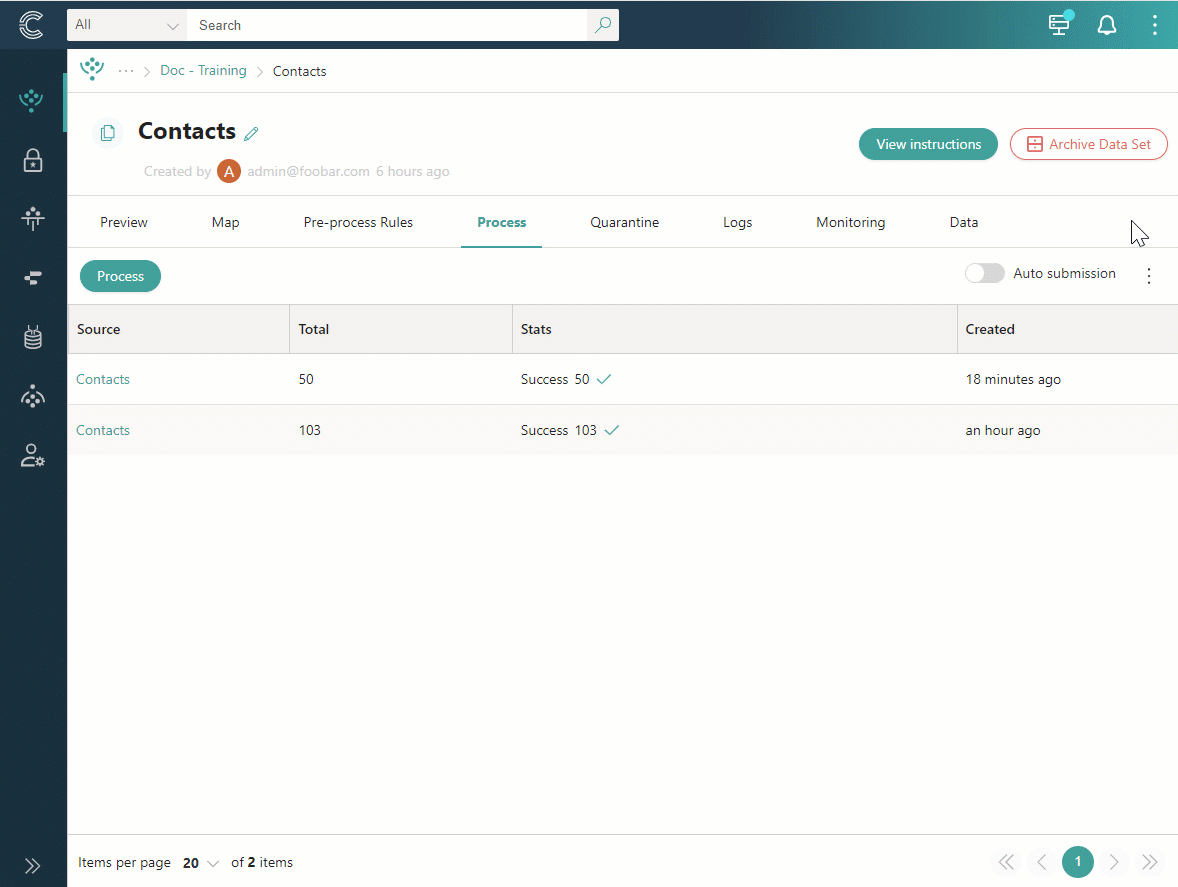 All Search
··· Doc - Training Contacts
Contacts
Created by A admin@foobar.com 6 hours ago
View instructions Archive Data Set
Preview Map Pre-process Rules Process Quarantine Logs Monitoring Data
Process Auto submission
Source Total Stats Created
Contacts 50 Success 50 18 minutes ago
Contacts 103 Success 103 an hour ago
Items per page 20 of 2 items 1